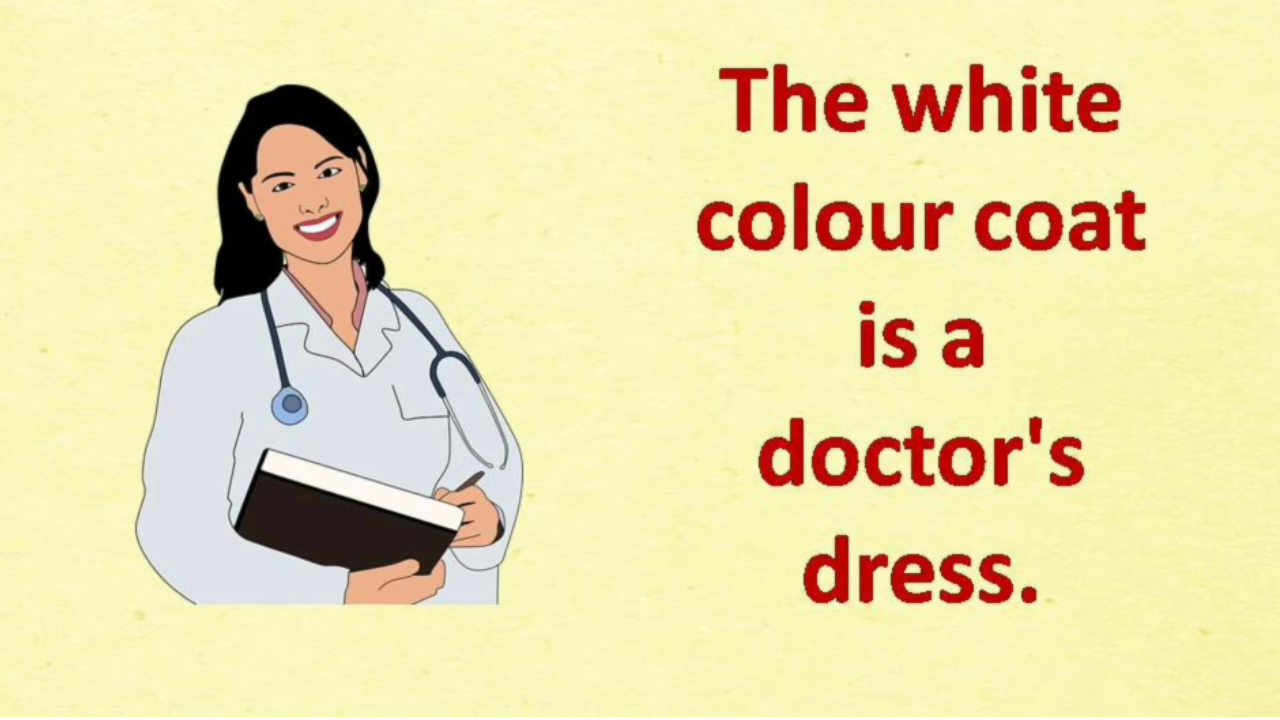 The white
colour coat
is a
doctor's
dress.